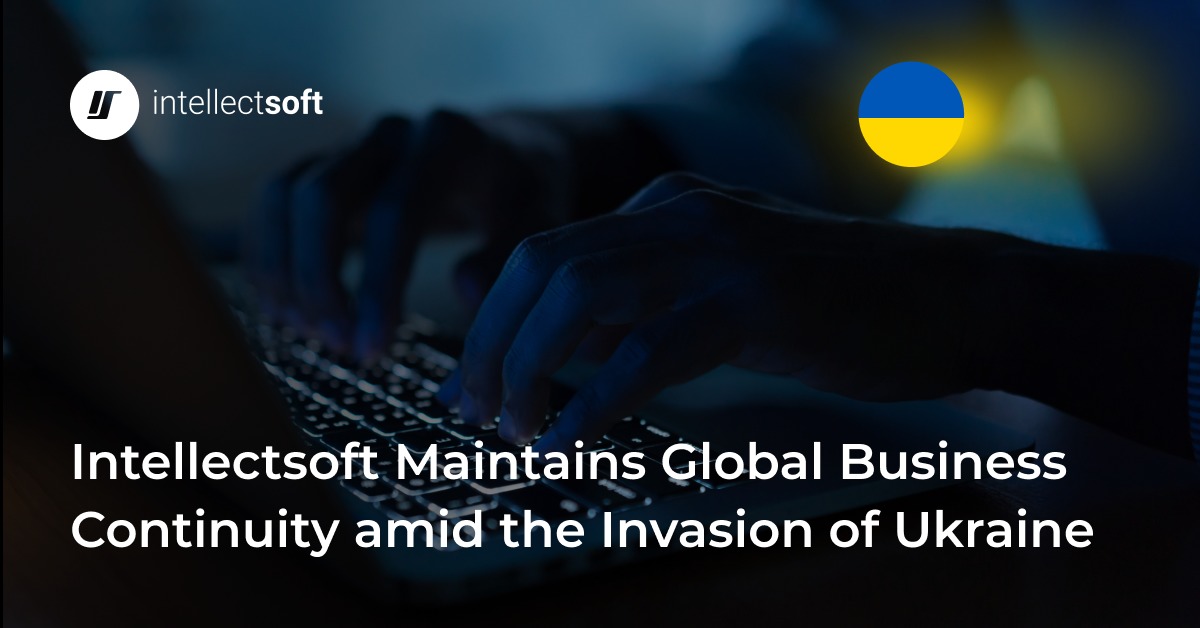 intellectsoft
Intellectsoft Maintains Global Business
Continuity amid the Invasion of Ukraine